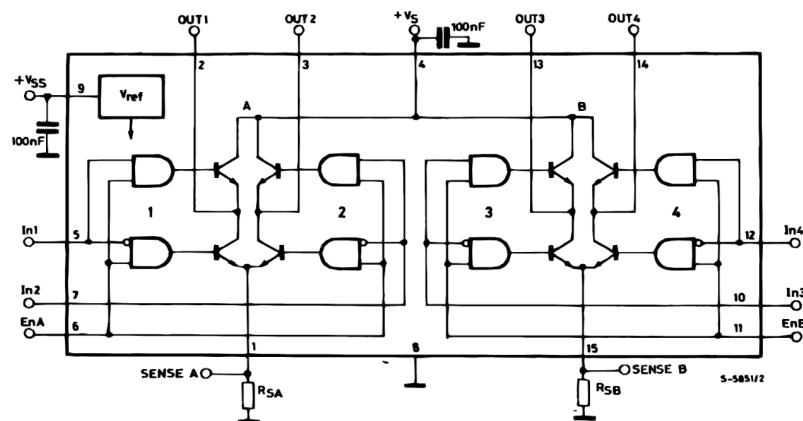 OUT1 OUT2 +VS 100nF OUT3 OUT4
2 3 4 13 14
+VSS 9 Vref A B
100nF
1 2 3 4
In1 5 12 In4
In2 7 10 In3
EnA 6 11 EnB
1 8 15
SENSE A RSA SENSE B RSB S-5851/2